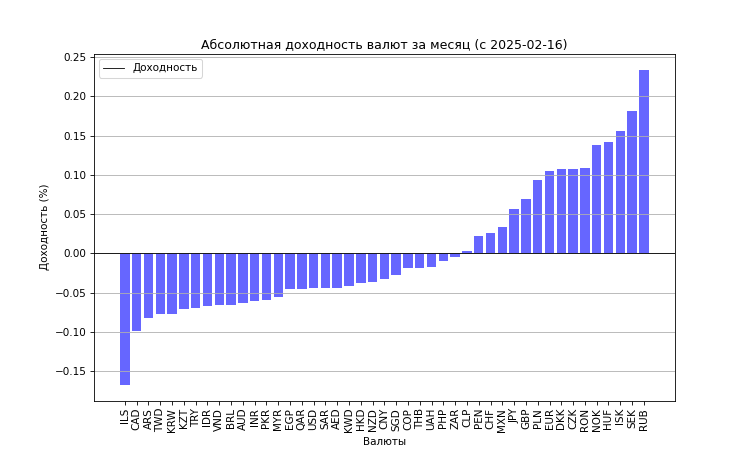 Абсолютная доходность валют за месяц (с 2025-02-16)
Доходность
Доходность (%)
0.25
0.20
0.15
0.10
0.05
0.00
−0.05
−0.10
−0.15
ILS CAD ARS TWD KRW KZT TRY IDR VND BRL AUD INR PKR MYR EGP QAR USD SAR AED KWD HKD NZD CNY SGD COP THB UAH PHP ZAR CLP PEN CHF MXN JPY GBP PLN EUR DKK CZK RON NOK HUF ISK SEK RUB
Валюты